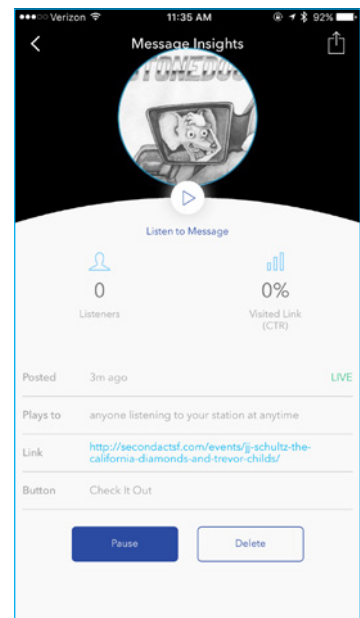 Verizon 11:35 AM 92%
Message Insights
STONEDOG
Listen to Message
0 0%
Listeners Visited Link
(CTR)
Posted 3m ago LIVE
Plays to anyone listening to your station at anytime
Link http://secondactsf.com/events/jj-schultz-the-
california-diamonds-and-trevor-childs/
Button Check It Out
Pause Delete